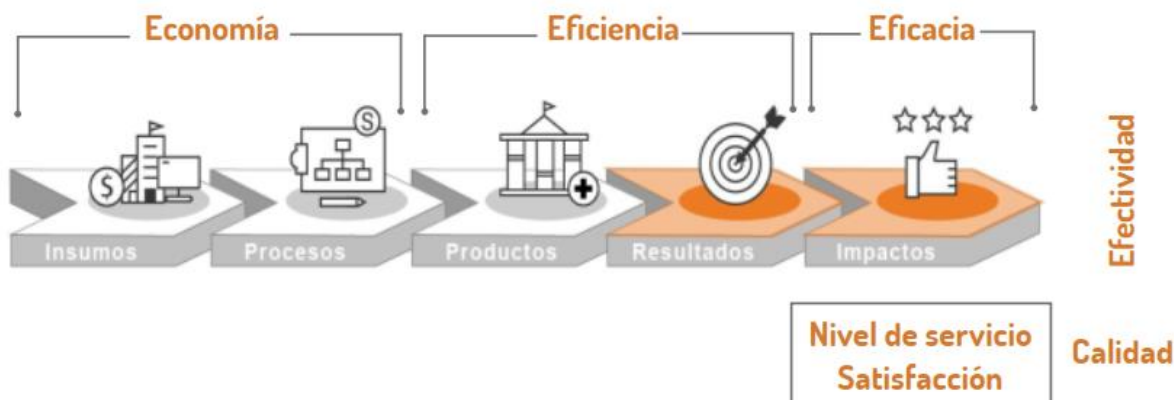 Economía
Eficiencia
Eficacia
$
S
Insumos
Procesos
Productos
Resultados
Impactos
Efectividad
Nivel de servicio
Satisfacción
Calidad